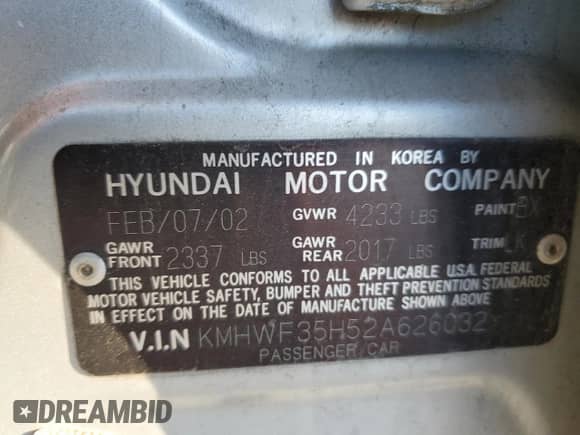 MANUFACTURED IN KOREA BY
HYUNDAI MOTOR COMPANY
FEB/07/02 GVWR 4233 LBS PAINT
GAWR FRONT 2337 LBS GAWR REAR 2017 LBS TRIM
THIS VEHICLE CONFORMS TO ALL APPLICABLE U.S.A. FEDERAL
MOTOR VEHICLE SAFETY, BUMPER AND THEFT PREVENTION STANDARDS
IN EFFECT ON THE DATE OF MANUFACTURE SHOWN ABOVE
V.I.N KMHWF35H52A626032
PASSENGER CAR
DREAMBID